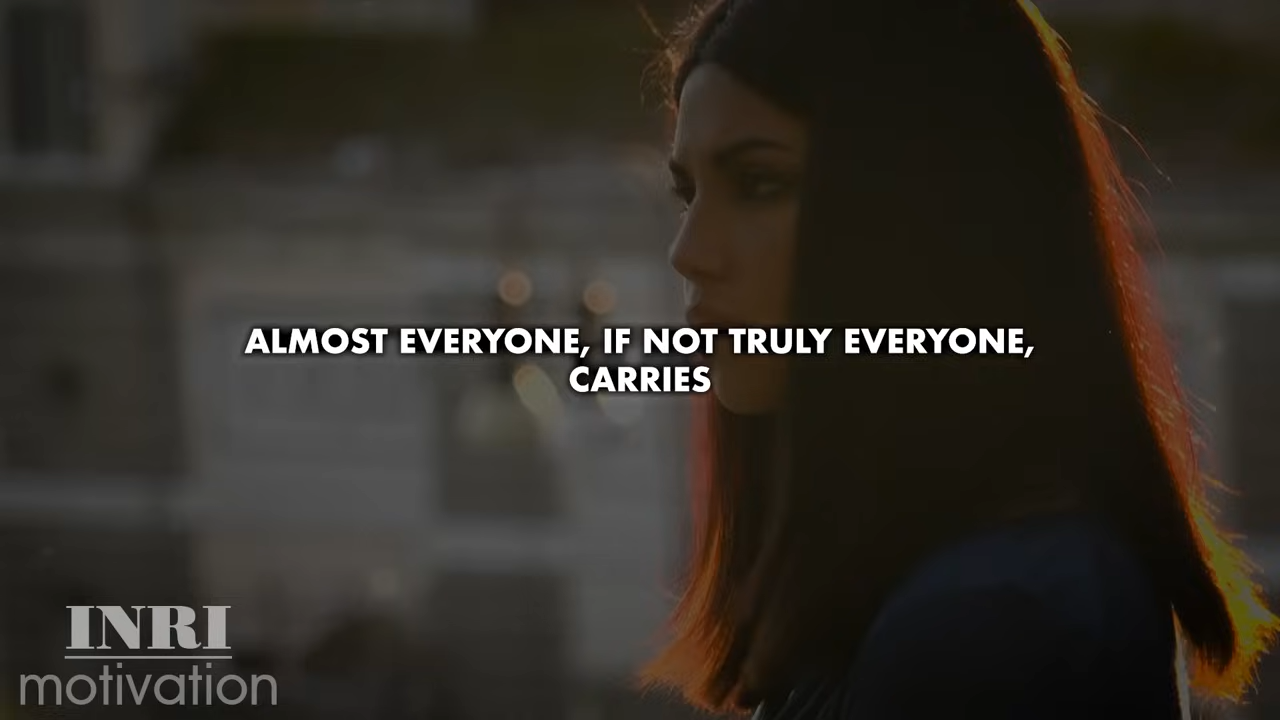 ALMOST EVERYONE, IF NOT TRULY EVERYONE,
CARRIES
INRI
motivation